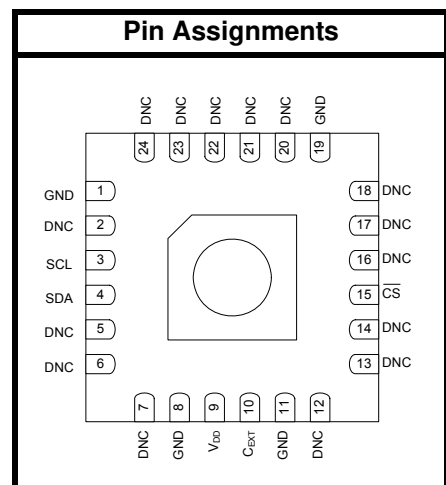 Pin Assignments
DNC DNC DNC DNC DNC GND
24 23 22 21 20 19
GND 1 18 DNC
DNC 2 17 DNC
SCL 3 16 DNC
SDA 4 15 CS
DNC 5 14 DNC
DNC 6 13 DNC
7 8 9 10 11 12
DNC GND VDD CEXT GND DNC